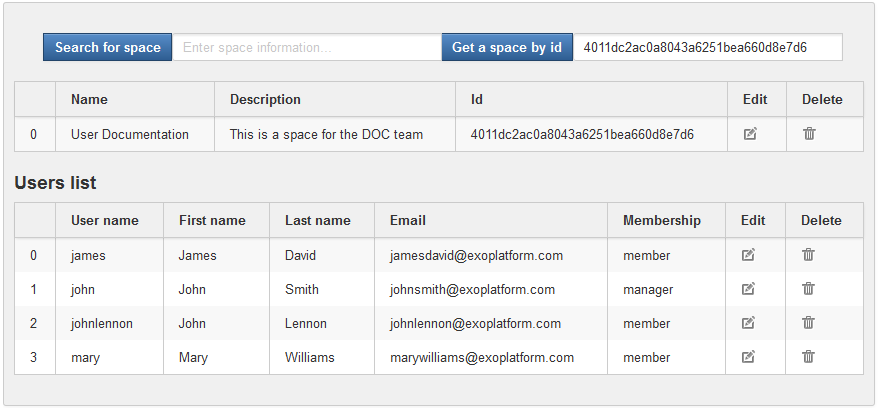 Search for space Enter space information... Get a space by id 4011dc2ac0a8043a6251bea660d8e7d6
Name Description Id Edit Delete
0 User Documentation This is a space for the DOC team 4011dc2ac0a8043a6251bea660d8e7d6
Users list
User name First name Last name Email Membership Edit Delete
0 james James David jamesdavid@exoplatform.com member
1 john John Smith johnsmith@exoplatform.com manager
2 johnlennon John Lennon johnlennon@exoplatform.com member
3 mary Mary Williams marywilliams@exoplatform.com member